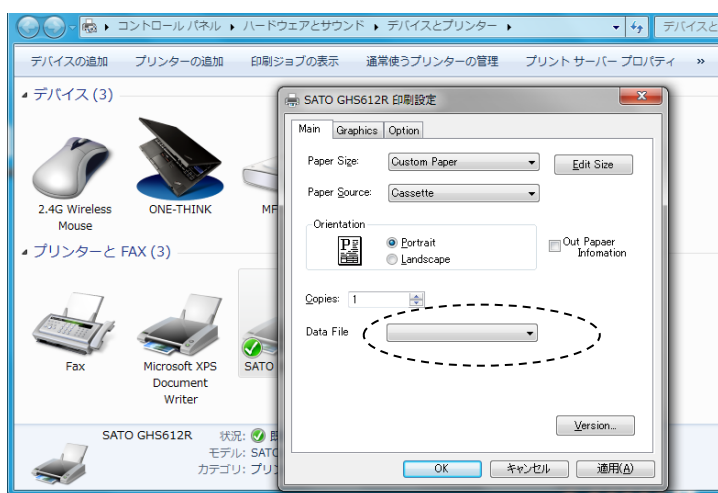 コントロール パネル ▸ ハードウェアとサウンド ▸ デバイスとプリンター ▸
デバイスと
デバイスの追加 プリンターの追加 印刷ジョブの表示 通常使うプリンターの管理 プリント サーバー プロパティ »
デバイス (3)
2.4G Wireless
Mouse
ONE-THINK
MF
プリンターと FAX (3)
Fax
Microsoft XPS
Document
Writer
SATO
SATO GHS612R
状況:
モデル: SATO
カテゴリ: プリン
SATO GHS612R 印刷設定
Main Graphics Option
Paper Size: Custom Paper Edit Size
Paper Source: Cassette
Orientation
Portrait
Landscape
Out Papaer
Infomation
Copies: 1
Data File
Version...
OK キャンセル 適用(A)